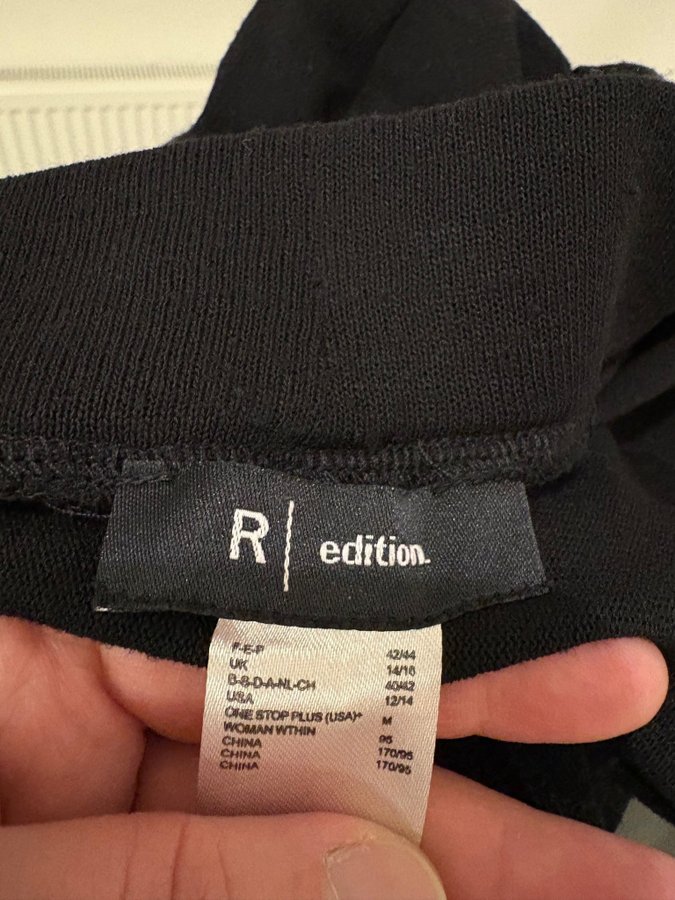 R | edition.
F-E-P 42/44
UK 14/16
B-S-D-A-NL-CH 40/42
USA 12/14
ONE STOP PLUS (USA)* M
WOMAN WTHIN
CHINA 95
CHINA 170/95
CHINA 170/95